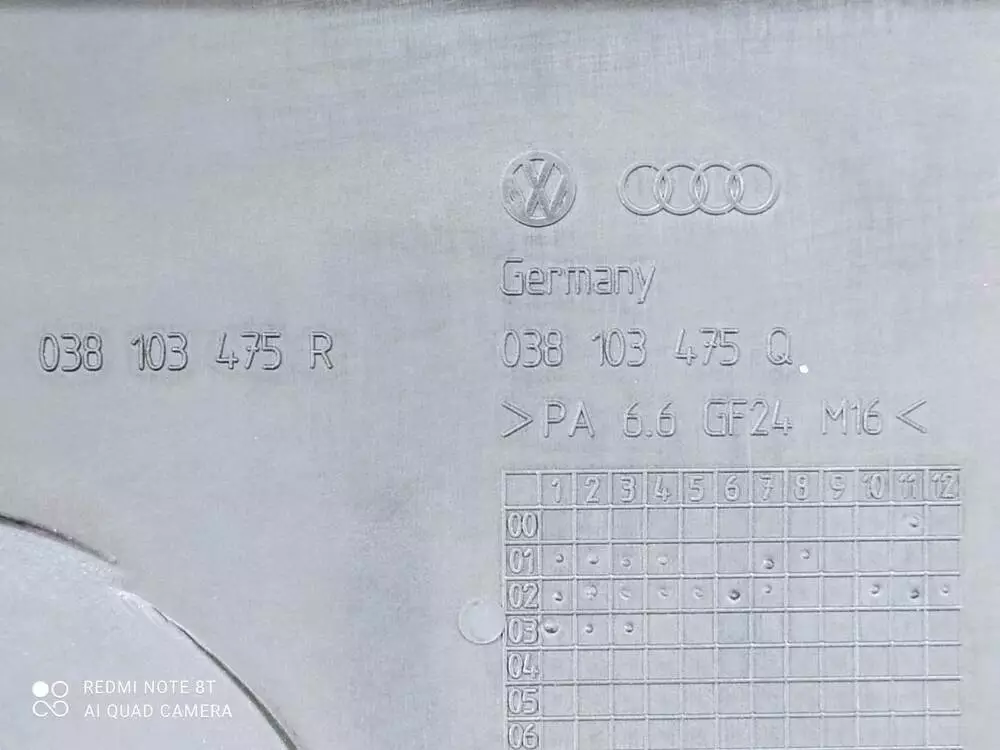 Germany
038 103 475 R
038 103 475 Q
>PA 6.6 GF24 M16<
1 2 3 4 5 6 7 8 9 10 11 12
00
01
02
03
04
05
06
REDMI NOTE 8T
AI QUAD CAMERA